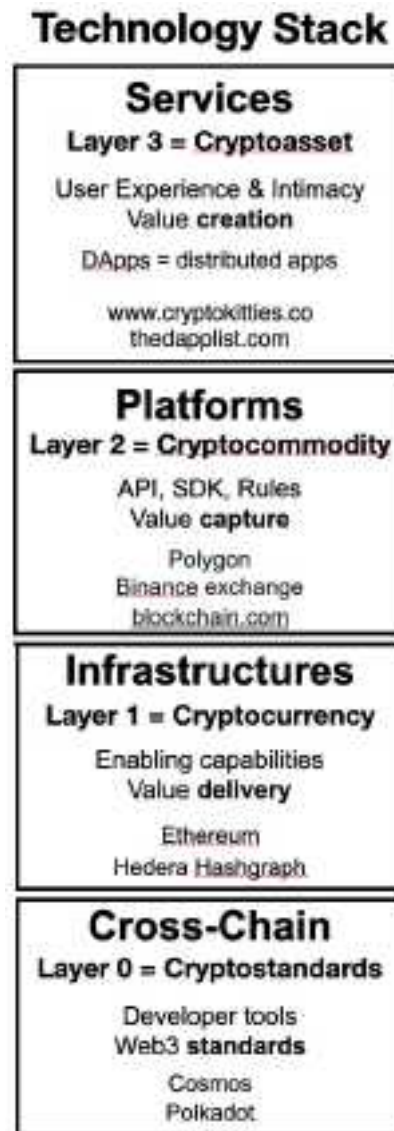 Technology Stack
Services
Layer 3 = Cryptoasset
User Experience & Intimacy
Value creation
DApps = distributed apps
www.cryptokitties.co
thedapplist.com
Platforms
Layer 2 = Cryptocommodity
API, SDK, Rules
Value capture
Polygon
Binance exchange
blockchain.com
Infrastructures
Layer 1 = Cryptocurrency
Enabling capabilities
Value delivery
Ethereum
Hedera Hashgraph
Cross-Chain
Layer 0 = Cryptostandards
Developer tools
Web3 standards
Cosmos
Polkadot